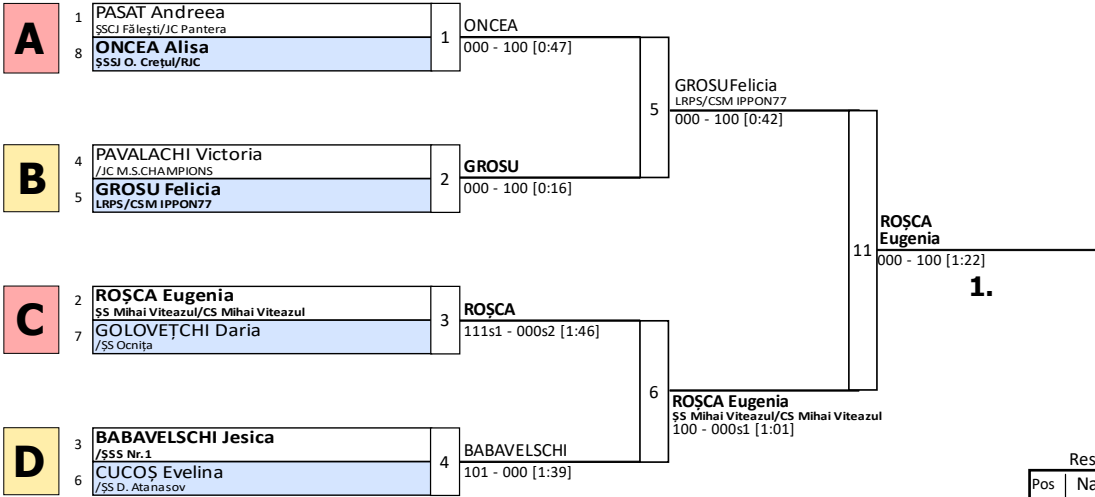 A
1 PASAT Andreea
ȘSCJ Fălești/JC Pantera
8 ONCEA Alisa
ȘSSJ O. Crețul/RJC
1
ONCEA
000 - 100 [0:47]
5
GROSUFelicia
LRPS/CSM IPPON77
000 - 100 [0:42]
B
4 PAVALACHI Victoria
/JC M.S.CHAMPIONS
5 GROSU Felicia
LRPS/CSM IPPON77
2
GROSU
000 - 100 [0:16]
11
ROȘCA
Eugenia
000 - 100 [1:22]
1.
C
2 ROȘCA Eugenia
ȘS Mihai Viteazul/CS Mihai Viteazul
7 GOLOVEȚCHI Daria
/ȘS Ocnița
3
ROȘCA
111s1 - 000s2 [1:46]
6
ROȘCA Eugenia
ȘS Mihai Viteazul/CS Mihai Viteazul
100 - 000s1 [1:01]
D
3 BABAVELSCHI Jesica
/ȘSS Nr.1
6 CUCOȘ Evelina
/ȘS D. Atanasov
4
BABAVELSCHI
101 - 000 [1:39]
Res
Pos Na